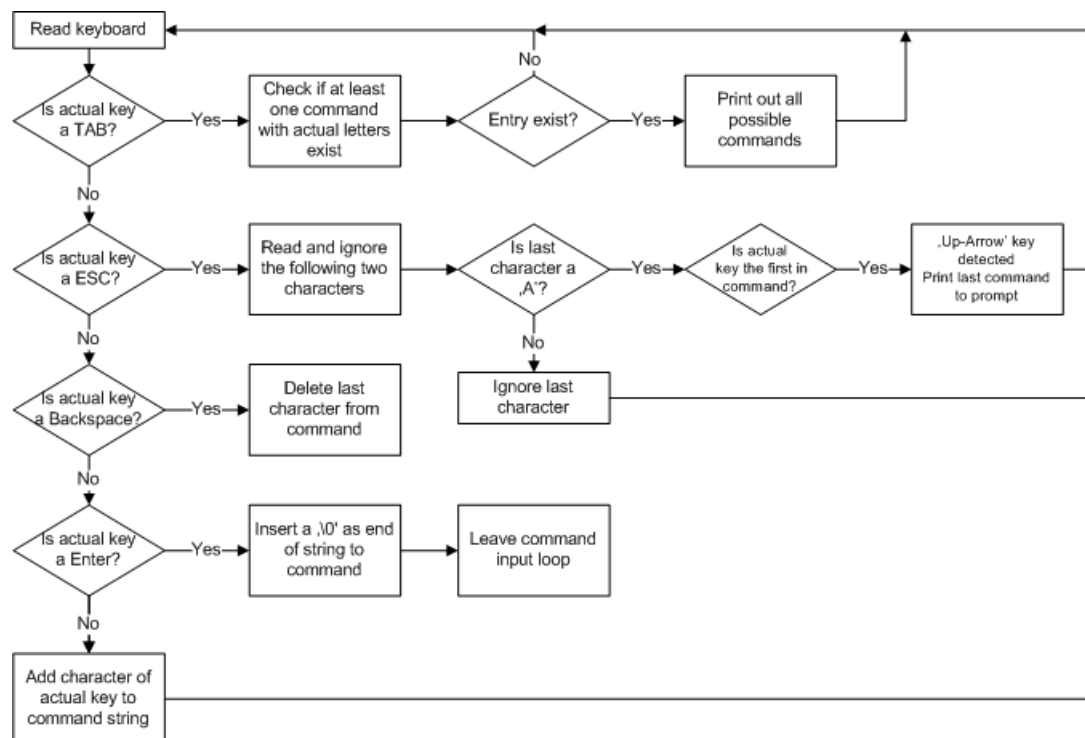 Read keyboard
No
Is actual key
a TAB?
Yes
Check if at least
one command
with actual letters
exist
Entry exist?
Yes
Print out all
possible
commands
No
Is actual key
a ESC?
Yes
Read and ignore
the following two
characters
Is last
character a
‚A'?
Yes
Is actual
key the first in
command?
Yes
‚Up-Arrow' key
detected
Print last command
to prompt
No
No
Ignore last
character
Is actual key
a Backspace?
Yes
Delete last
character from
command
No
Is actual key
a Enter?
Yes
Insert a ‚\0' as end
of string to
command
Leave command
input loop
No
Add character of
actual key to
command string